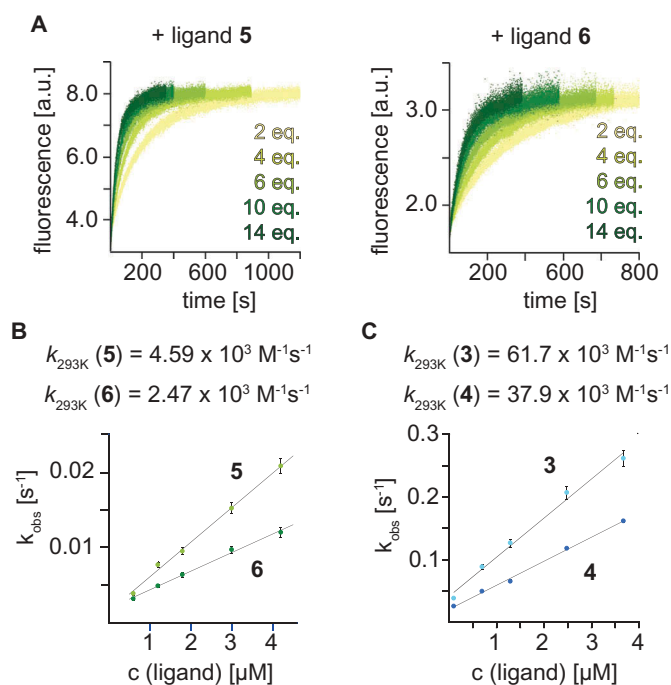 A
+ ligand 5
+ ligand 6
fluorescence [a.u.]
8.0
6.0
4.0
2 eq.
4 eq.
6 eq.
10 eq.
14 eq.
200
600
1000
time [s]
fluorescence [a.u.]
3.0
2.0
2 eq.
4 eq.
6 eq.
10 eq.
14 eq.
200
400
600
800
time [s]
B
k293K (5) = 4.59 x 10³ M⁻¹s⁻¹
k293K (6) = 2.47 x 10³ M⁻¹s⁻¹
kobs [s⁻¹]
0.02
0.01
5
6
1
2
3
4
c (ligand) [µM]
C
k293K (3) = 61.7 x 10³ M⁻¹s⁻¹
k293K (4) = 37.9 x 10³ M⁻¹s⁻¹
kobs [s⁻¹]
0.3
0.2
0.1
3
4
1
2
3
4
c (ligand) [µM]